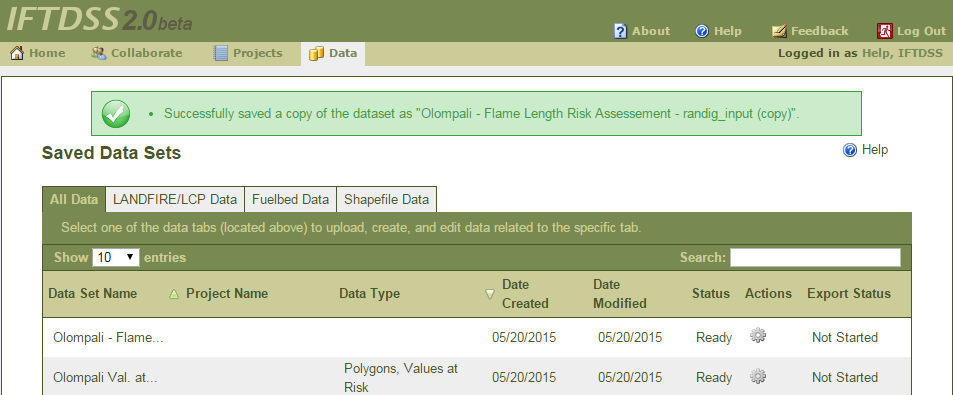 IFTDSS 2.0 beta
About Help Feedback Log Out
Home Collaborate Projects Data Logged in as Help, IFTDSS
• Successfully saved a copy of the dataset as "Olompali - Flame Length Risk Assessement - randig_input (copy)".
Saved Data Sets Help
All Data LANDFIRE/LCP Data Fuelbed Data Shapefile Data
Select one of the data tabs (located above) to upload, create, and edit data related to the specific tab.
Show 10 entries Search:
Data Set Name Project Name Data Type Date Created Date Modified Status Actions Export Status
Olompali - Flame... 05/20/2015 05/20/2015 Ready Not Started
Olompali Val. at... Polygons, Values at Risk 05/20/2015 05/20/2015 Ready Not Started